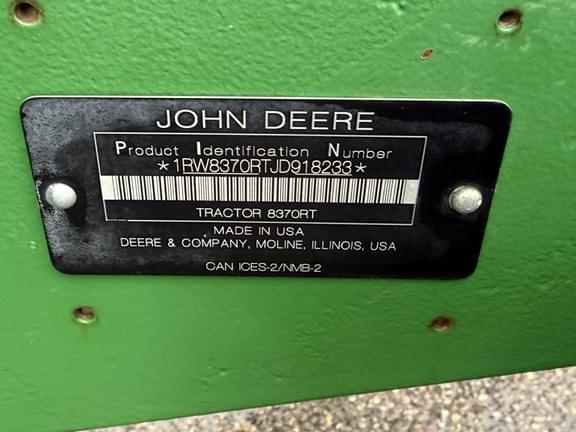 JOHN DEERE
Product Identification Number
*1RW8370RTJD918233*
TRACTOR 8370RT
MADE IN USA
DEERE & COMPANY, MOLINE, ILLINOIS, USA
CAN ICES-2/NMB-2